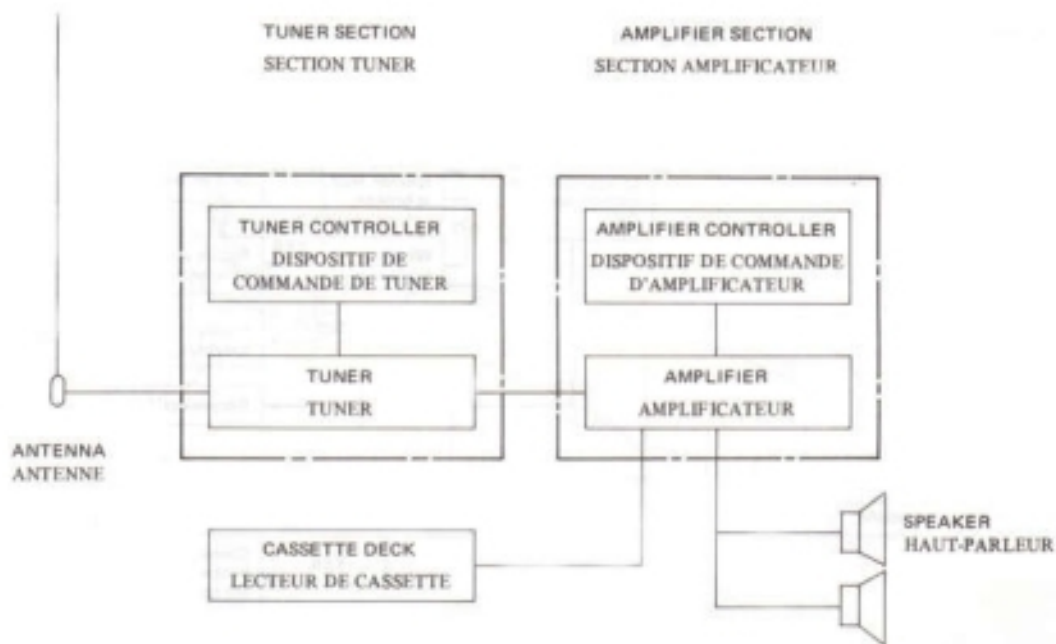 TUNER SECTION
SECTION TUNER
AMPLIFIER SECTION
SECTION AMPLIFICATEUR
TUNER CONTROLLER
DISPOSITIF DE
COMMANDE DE TUNER
AMPLIFIER CONTROLLER
DISPOSITIF DE COMMANDE
D'AMPLIFICATEUR
TUNER
TUNER
AMPLIFIER
AMPLIFICATEUR
ANTENNA
ANTENNE
CASSETTE DECK
LECTEUR DE CASSETTE
SPEAKER
HAUT-PARLEUR